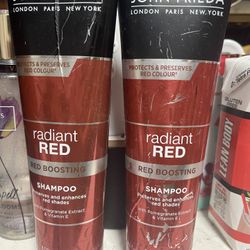 LONDON PARIS NEW YORK
PROTECTS & PRESERVES
RED COLOUR*
radiant
RED
RED BOOSTING
SHAMPOO
Preserves and enhances
red shades
Pomegranate Extract
& Vitamin E
JOHN FRIEDA
LONDON PARIS NEW YORK
PROTECTS & PRESERVES
RED COLOUR*
radiant
RED
RED BOOSTING
SHAMPOO
Preserves and enhances
red shades
with Pomegranate Extract
& Vitamin E
LEAN BODY